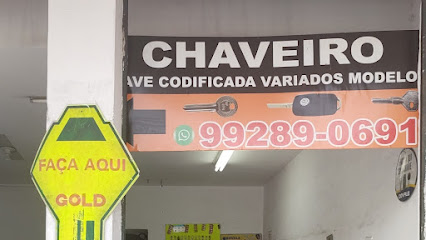 CHAVEIRO
AVE CODIFICADA VARIADOS MODELO
99289-0691
FAÇA AQUI
GOLD